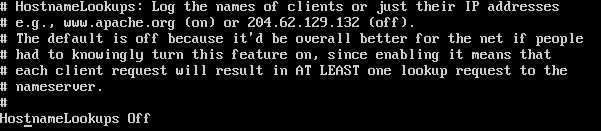 # HostnameLookups: Log the names of clients or just their IP addresses
# e.g., www.apache.org (on) or 204.62.129.132 (off).
# The default is off because it'd be overall better for the net if people
# had to knowingly turn this feature on, since enabling it means that
# each client request will result in AT LEAST one lookup request to the
# nameserver.
#
HostnameLookups Off